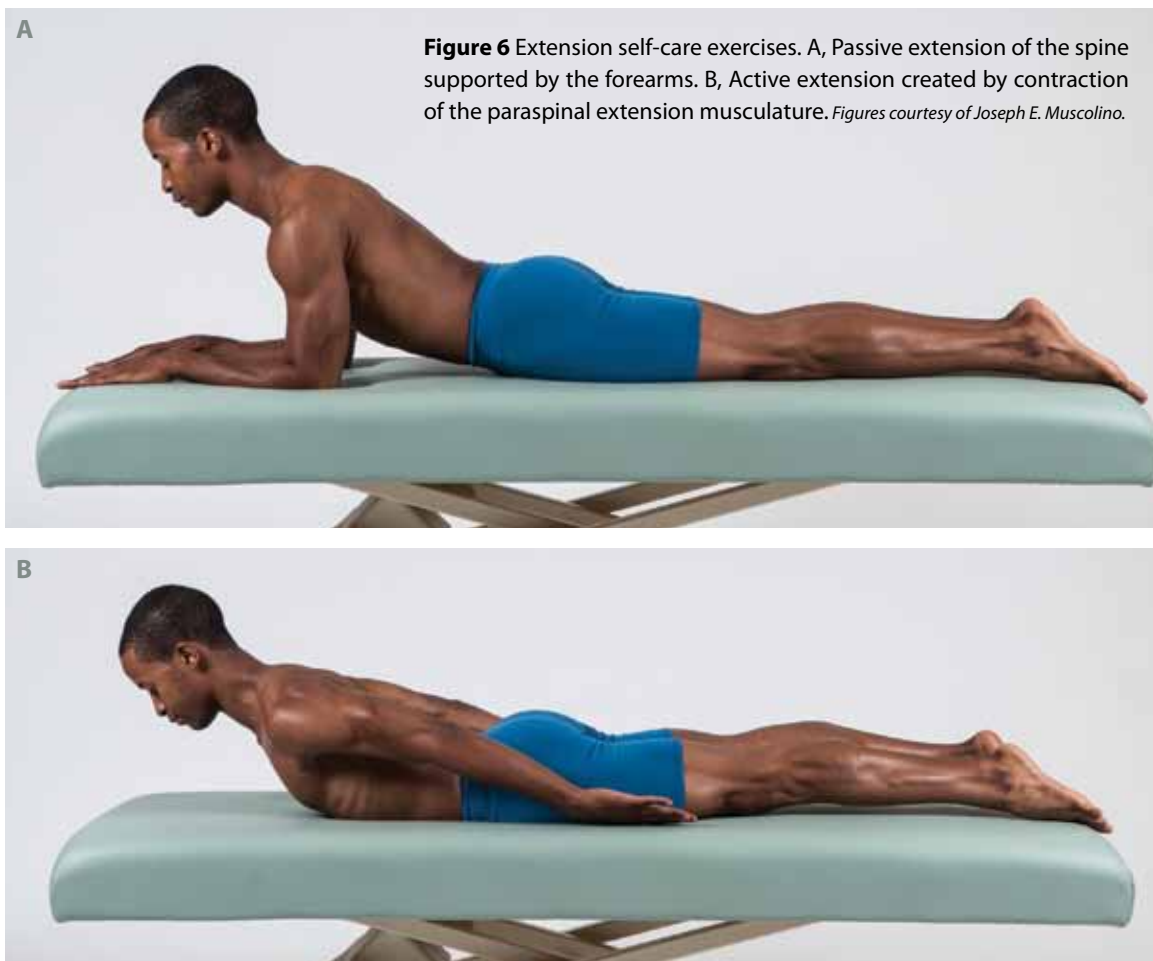 A
Figure 6 Extension self-care exercises. A, Passive extension of the spine
supported by the forearms. B, Active extension created by contraction
of the paraspinal extension musculature. Figures courtesy of Joseph E. Muscolino.
B